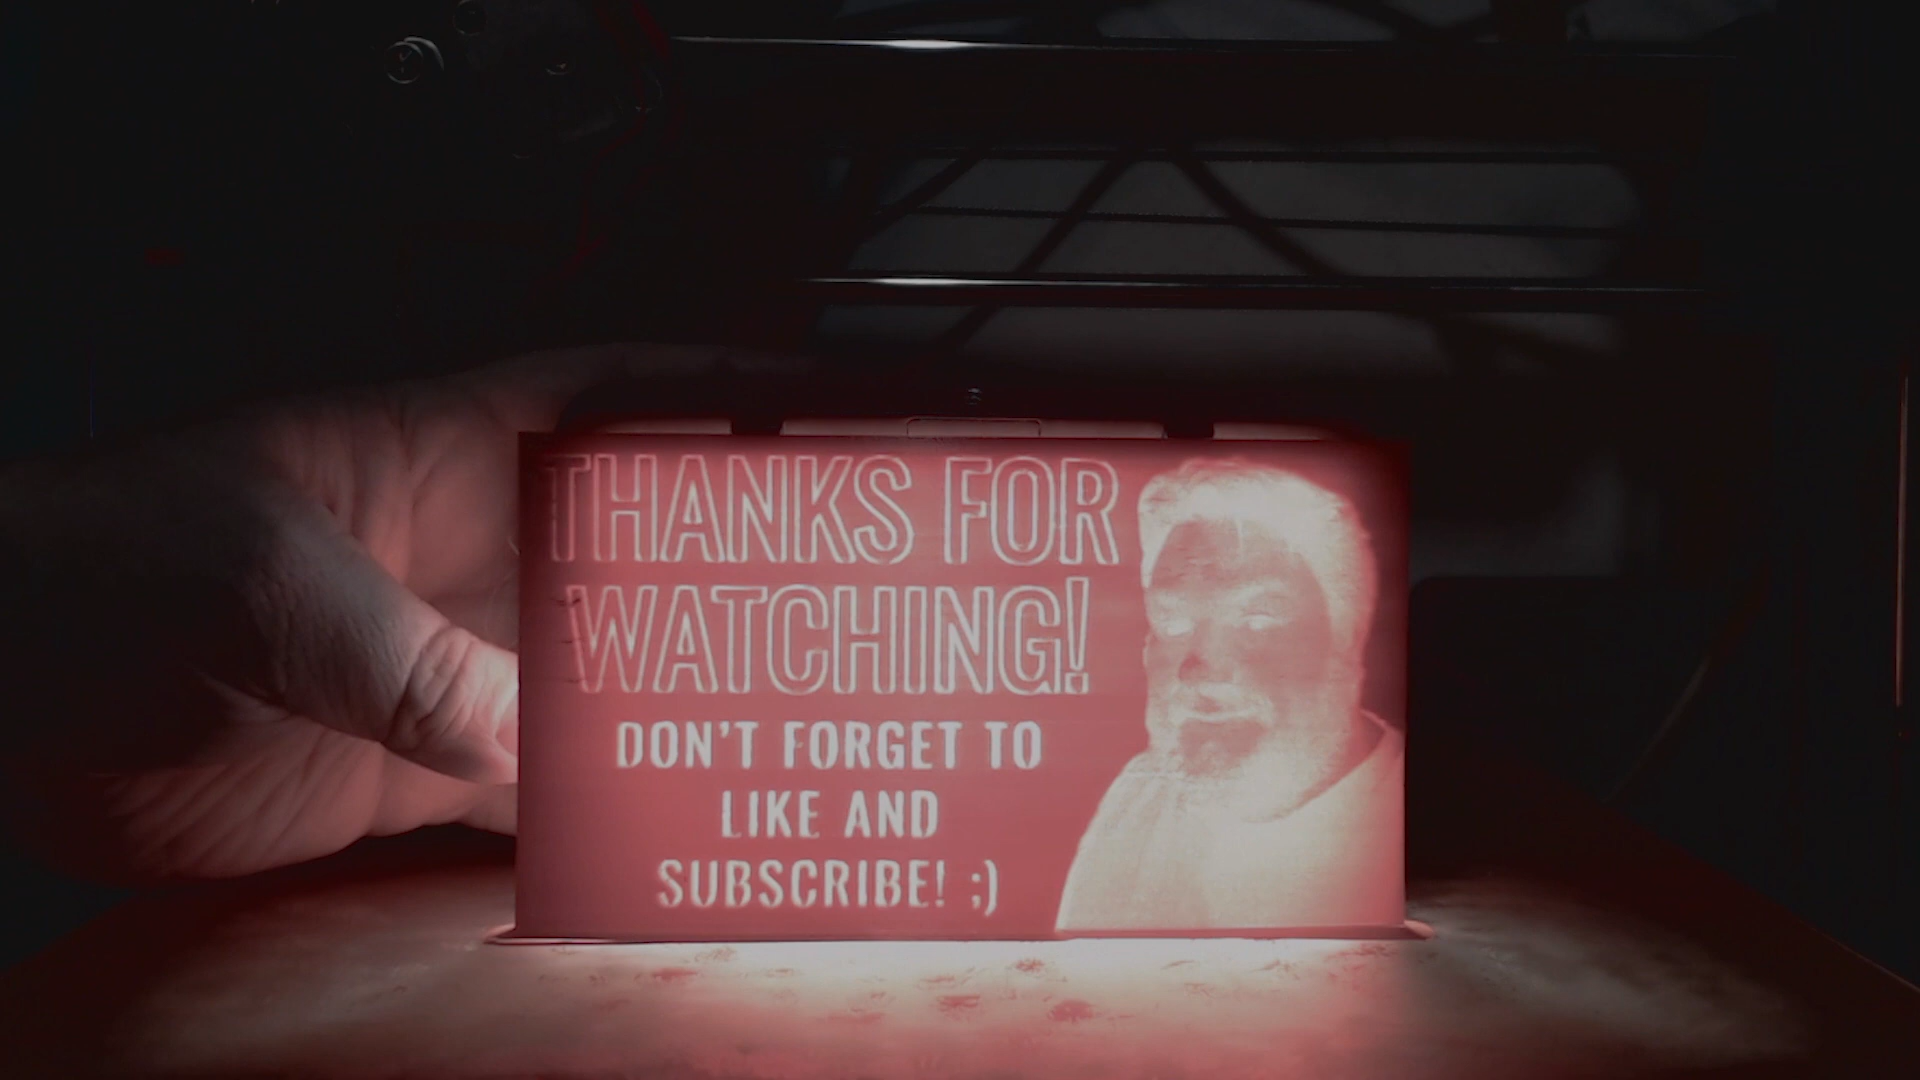 THANKS FOR
WATCHING!
DON'T FORGET TO
LIKE AND
SUBSCRIBE! ;)